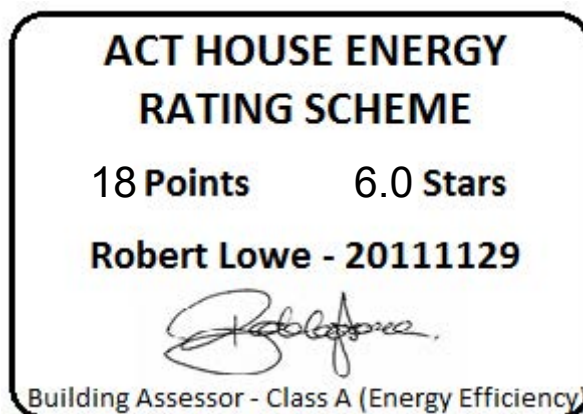 ACT HOUSE ENERGY
RATING SCHEME
18 Points 6.0 Stars
Robert Lowe - 20111129
Building Assessor - Class A (Energy Efficiency)